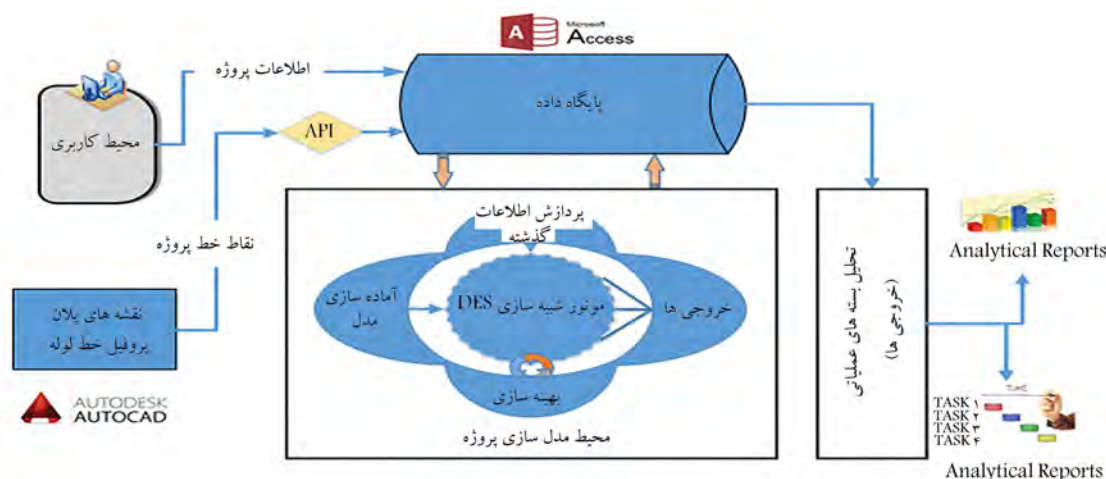 Microsoft
Access
اطلاعات پروژه
پایگاه داده
محیط کاربری
API
نقاط خط پروژه
نقشه های پلان
پروفیل خط لوله
AUTODESK
AUTOCAD
پردازش اطلاعات
گذشته
آماده سازی
مدل
موتور شبیه سازی DES
خروجی ها
بهینه سازی
محیط مدل سازی پروژه
تحلیل بسته های عملیاتی
(خروجی ها)
Analytical Reports
TASK ۱
TASK ۲
TASK ۳
TASK ۴
Analytical Reports